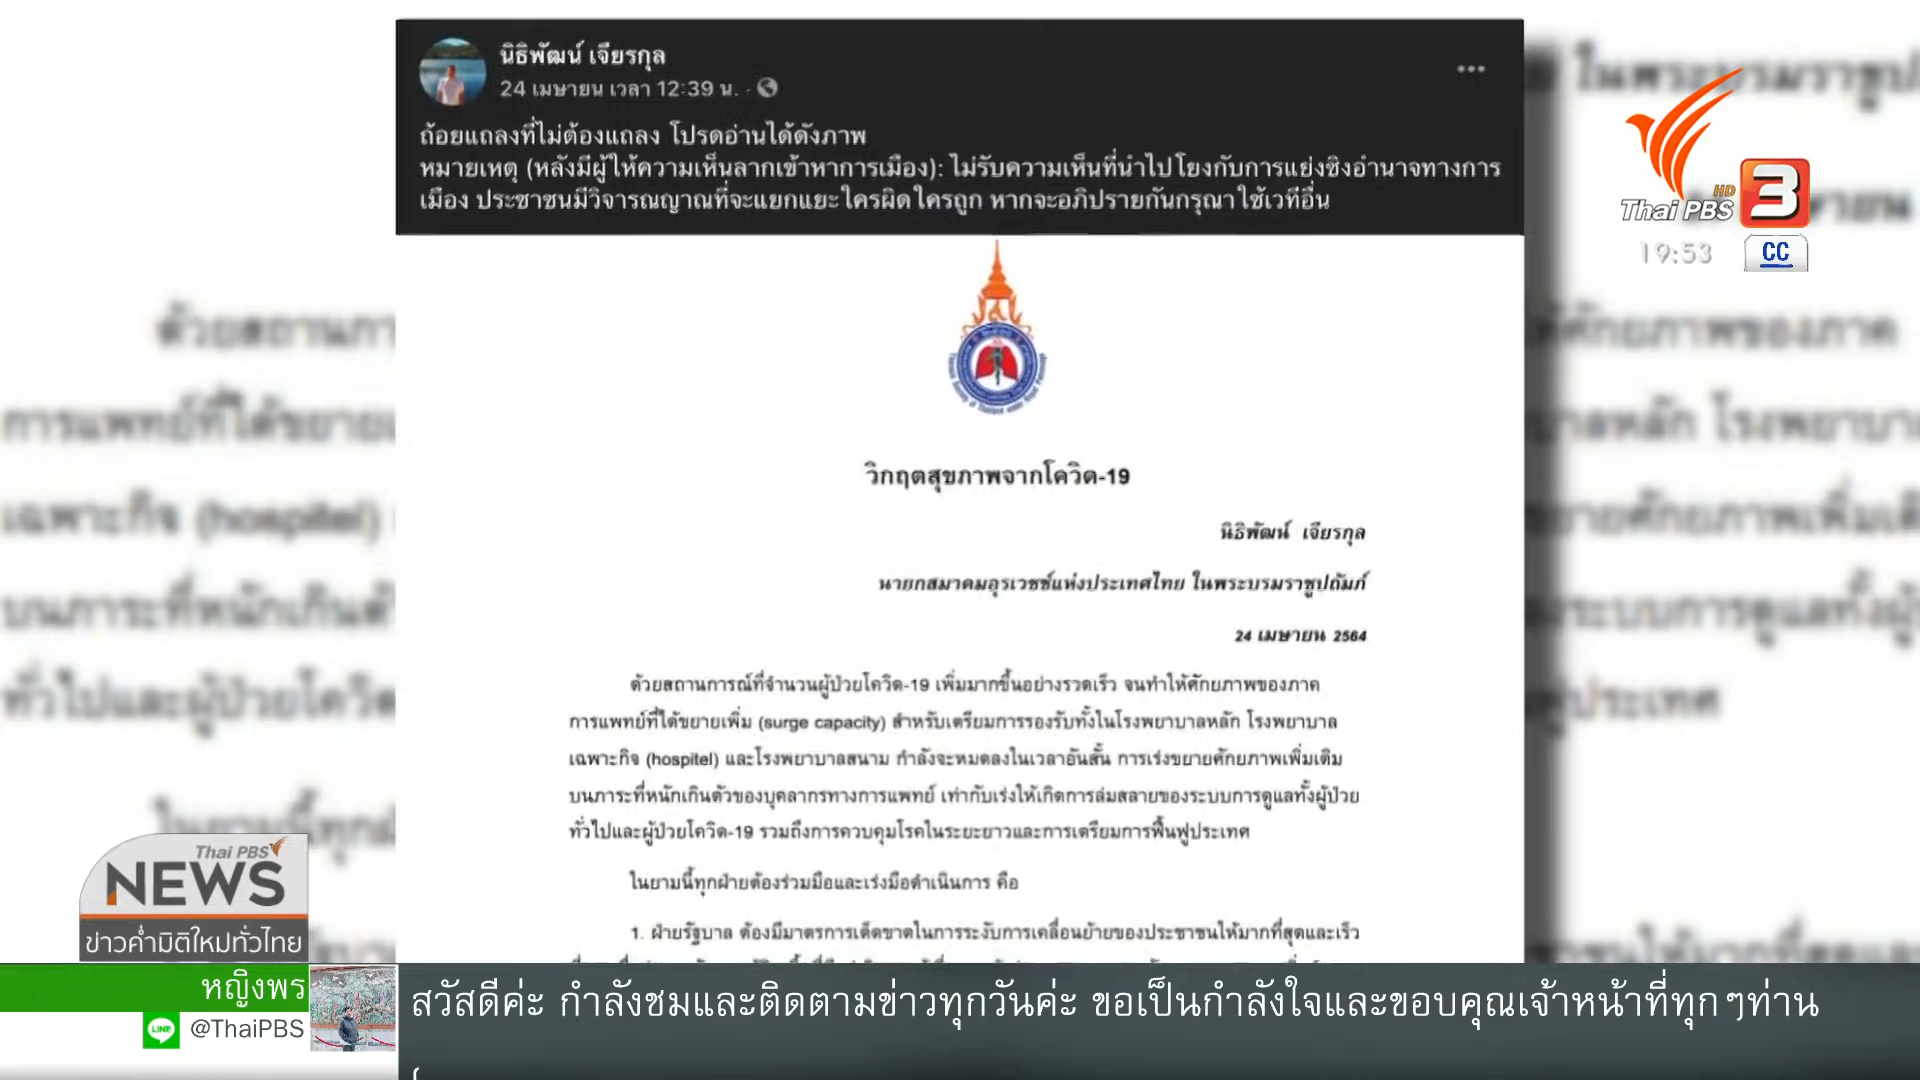 นิธิพัฒน์ เจียรกุล
24 เมษายน เวลา 12:39 น. ·
ถ้อยแถลงที่ไม่ต้องแถลง โปรดอ่านได้ดังภาพ
หมายเหตุ (หลังมีผู้ให้ความเห็นลากเข้าหาการเมือง): ไม่รับความเห็นที่นำไปโยงกับการแย่งชิงอำนาจทางการ
เมือง ประชาชนมีวิจารณญาณที่จะแยกแยะใครผิดใครถูก หากจะอภิปรายกันกรุณาใช้เวทีอื่น
Thai PBS HD 3
19:53 CC
วิกฤตสุขภาพจากโควิด-19
นิธิพัฒน์ เจียรกุล
นายกสมาคมอุรเวชช์แห่งประเทศไทย ในพระบรมราชูปถัมภ์
24 เมษายน 2564
ด้วยสถานการณ์ที่จำนวนผู้ป่วยโควิด-19 เพิ่มมากขึ้นอย่างรวดเร็ว จนทำให้ศักยภาพของภาค
การแพทย์ที่ได้ขยายเพิ่ม (surge capacity) สำหรับเตรียมการรองรับทั้งในโรงพยาบาลหลัก โรงพยาบาล
เฉพาะกิจ (hospitel) และโรงพยาบาลสนาม กำลังจะหมดลงในเวลาอันสั้น การเร่งขยายศักยภาพเพิ่มเติม
บนภาระที่หนักเกินตัวของบุคลากรทางการแพทย์ เท่ากับเร่งให้เกิดการล่มสลายของระบบการดูแลทั้งผู้ป่วย
ทั่วไปและผู้ป่วยโควิด-19 รวมถึงการควบคุมโรคในระยะยาวและการเตรียมการฟื้นฟูประเทศ
ในยามนี้ทุกฝ่ายต้องร่วมมือและเร่งมือดำเนินการ คือ
1. ฝ่ายรัฐบาล ต้องมีมาตรการเด็ดขาดในการระงับการเคลื่อนย้ายของประชาชนให้มากที่สุดและเร็ว
Thai PBS
NEWS
ข่าวค่ำมิติใหม่ทั่วไทย
หญิงพร
LINE @ThaiPBS
สวัสดีค่ะ กำลังชมและติดตามข่าวทุกวันค่ะ ขอเป็นกำลังใจและขอบคุณเจ้าหน้าที่ทุกๆท่าน